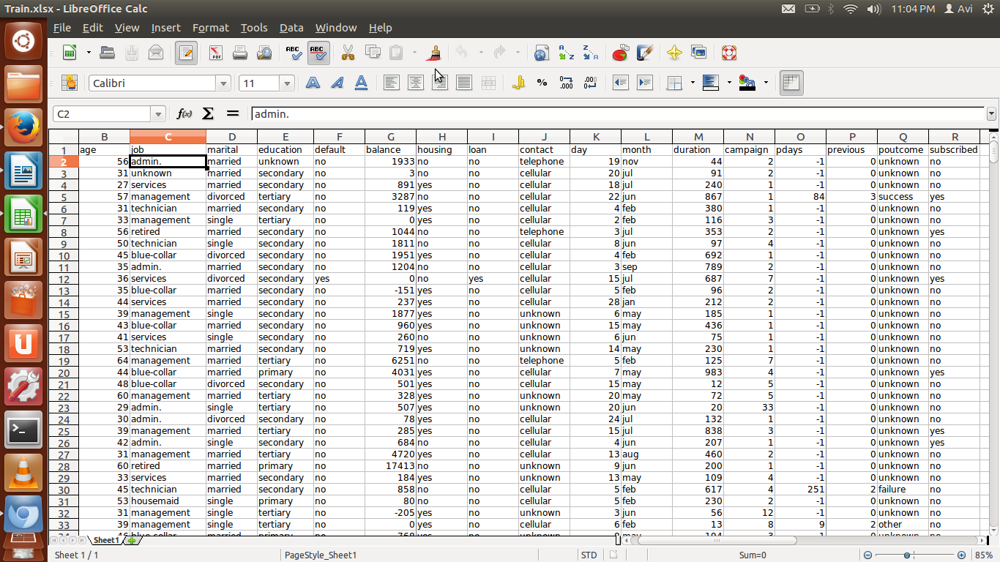 Train.xlsx - LibreOffice Calc 11:04 PM Avi
File Edit View Insert Format Tools Data Window Help
Calibri 11
C2 admin.
B C D E F G H I J K L M N O P Q R
1 age job marital education default balance housing loan contact day month duration campaign pdays previous poutcome subscribed
2 56 admin. married unknown no 1933 no no telephone 19 nov 44 2 -1 0 unknown no
3 31 unknown married secondary no 3 no no cellular 20 jul 91 2 -1 0 unknown no
4 27 services married secondary no 891 yes no cellular 18 jul 240 1 -1 0 unknown no
5 57 management divorced tertiary no 3287 no no cellular 22 jun 867 1 84 3 success yes
6 31 technician married secondary no 119 yes no cellular 4 feb 380 1 -1 0 unknown no
7 33 management single tertiary no 0 yes no cellular 2 feb 116 3 -1 0 unknown no
8 56 retired married secondary no 1044 no no telephone 3 jul 353 2 -1 0 unknown yes
9 50 technician single secondary no 1811 no no cellular 8 jun 97 4 -1 0 unknown no
10 45 blue-collar divorced secondary no 1951 yes no cellular 4 feb 692 1 -1 0 unknown no
11 35 admin. married secondary no 1204 no no cellular 3 sep 789 2 -1 0 unknown no
12 36 services divorced secondary yes 0 no yes cellular 15 jul 687 7 -1 0 unknown yes
13 35 blue-collar married secondary no -151 yes no cellular 5 feb 96 2 -1 0 unknown no
14 44 services married secondary no 237 yes no cellular 28 jan 212 2 -1 0 unknown no
15 39 management single secondary no 1877 yes no unknown 6 may 185 1 -1 0 unknown no
16 43 blue-collar married secondary no 960 yes no unknown 15 may 436 1 -1 0 unknown no
17 41 services single secondary no 260 no no unknown 6 jun 75 1 -1 0 unknown no
18 53 technician married secondary no 719 yes no unknown 14 may 230 1 -1 0 unknown no
19 64 management married tertiary no 6251 no no telephone 5 feb 125 7 -1 0 unknown no
20 44 blue-collar married primary no 4031 yes no cellular 7 may 983 4 -1 0 unknown yes
21 48 blue-collar divorced secondary no 501 yes no cellular 15 may 12 5 -1 0 unknown no
22 60 management married tertiary no 328 yes no unknown 20 may 72 5 -1 0 unknown no
23 29 admin. single tertiary no 507 yes no unknown 20 jun 20 33 -1 0 unknown no
24 30 admin. divorced secondary no 78 yes no cellular 24 jul 132 1 -1 0 unknown no
25 39 management married tertiary no 285 yes no cellular 15 jul 838 3 -1 0 unknown yes
26 42 admin. single secondary no 684 no no cellular 4 jun 207 1 -1 0 unknown yes
27 31 management married tertiary no 4720 yes no cellular 13 aug 460 2 -1 0 unknown no
28 60 retired married primary no 17413 no no unknown 9 jun 200 1 -1 0 unknown no
29 33 services married secondary no 184 yes no unknown 13 may 109 4 -1 0 unknown no
30 45 technician married secondary no 858 no no cellular 5 feb 617 4 251 2 failure no
31 53 housemaid single primary no 80 no no cellular 5 feb 230 2 -1 0 unknown no
32 31 management single tertiary no -205 yes no unknown 3 jun 56 12 -1 0 unknown no
33 39 management single tertiary no 0 yes no cellular 6 feb 13 8 9 2 other no
Sheet1
Sheet 1 / 1 PageStyle_Sheet1 STD Sum=0 85%